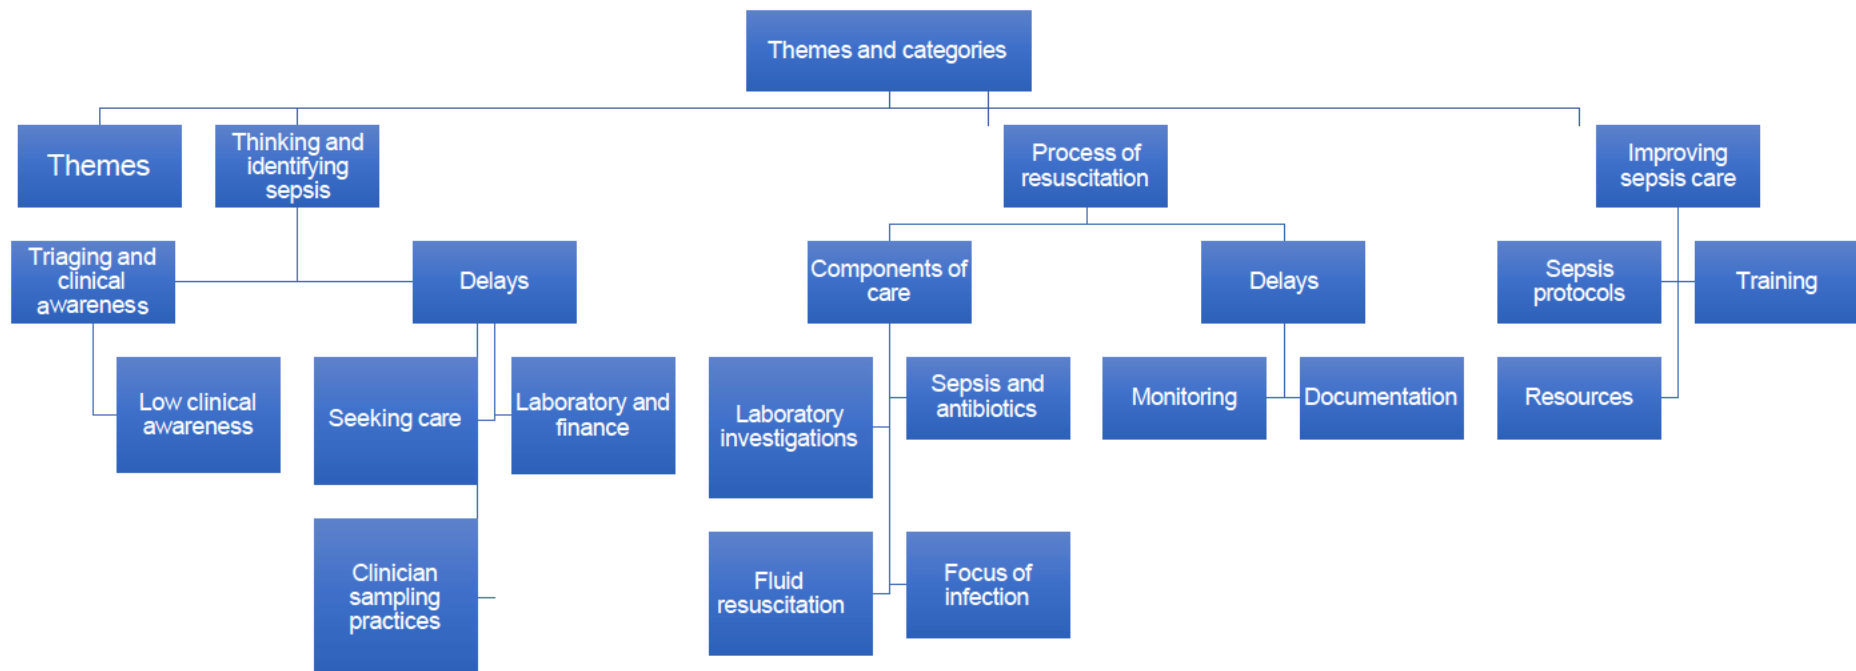 Themes and categories
Themes
Thinking and
identifying
sepsis
Process of
resuscitation
Improving
sepsis care
Triaging and
clinical
awareness
Delays
Components of
care
Delays
Sepsis
protocols
Training
Low clinical
awareness
Seeking care
Laboratory and
finance
Laboratory
investigations
Sepsis and
antibiotics
Monitoring
Documentation
Resources
Clinician
sampling
practices
Fluid
resuscitation
Focus of
infection